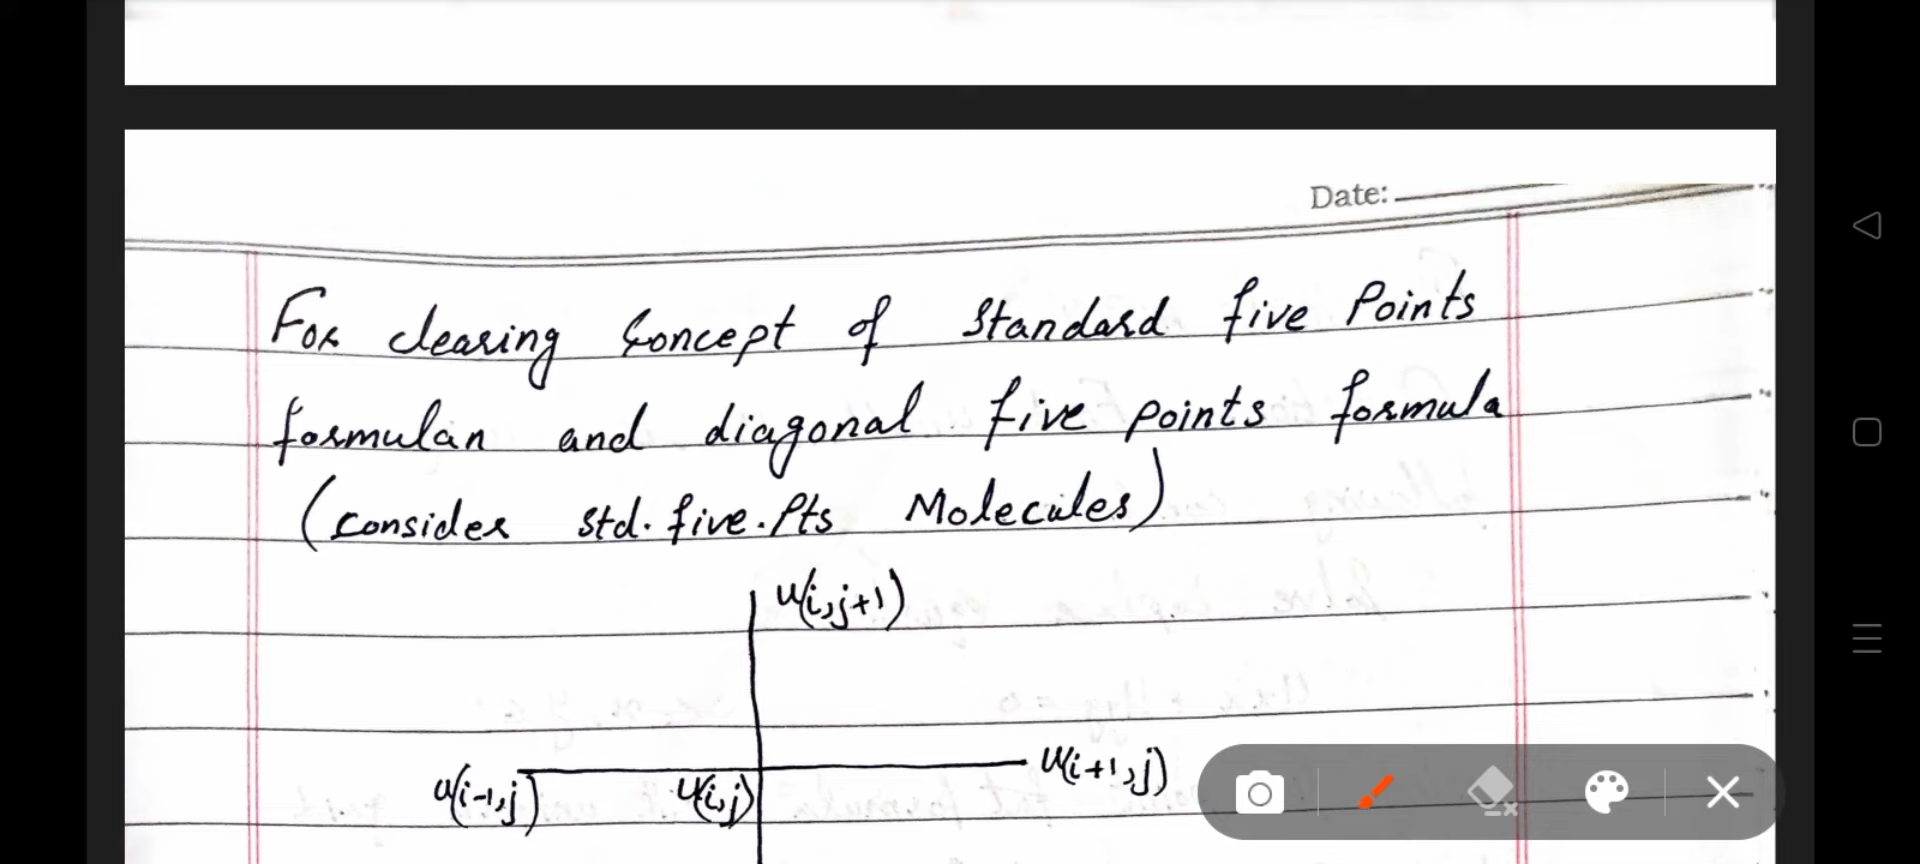 Date:
For clearing Concept of Standard five Points
formulan and diagonal five points formula
(consider std. five. Pts Molecules)
u(i,j+1)
u(i-1,j) u(i,j) u(i+1,j)